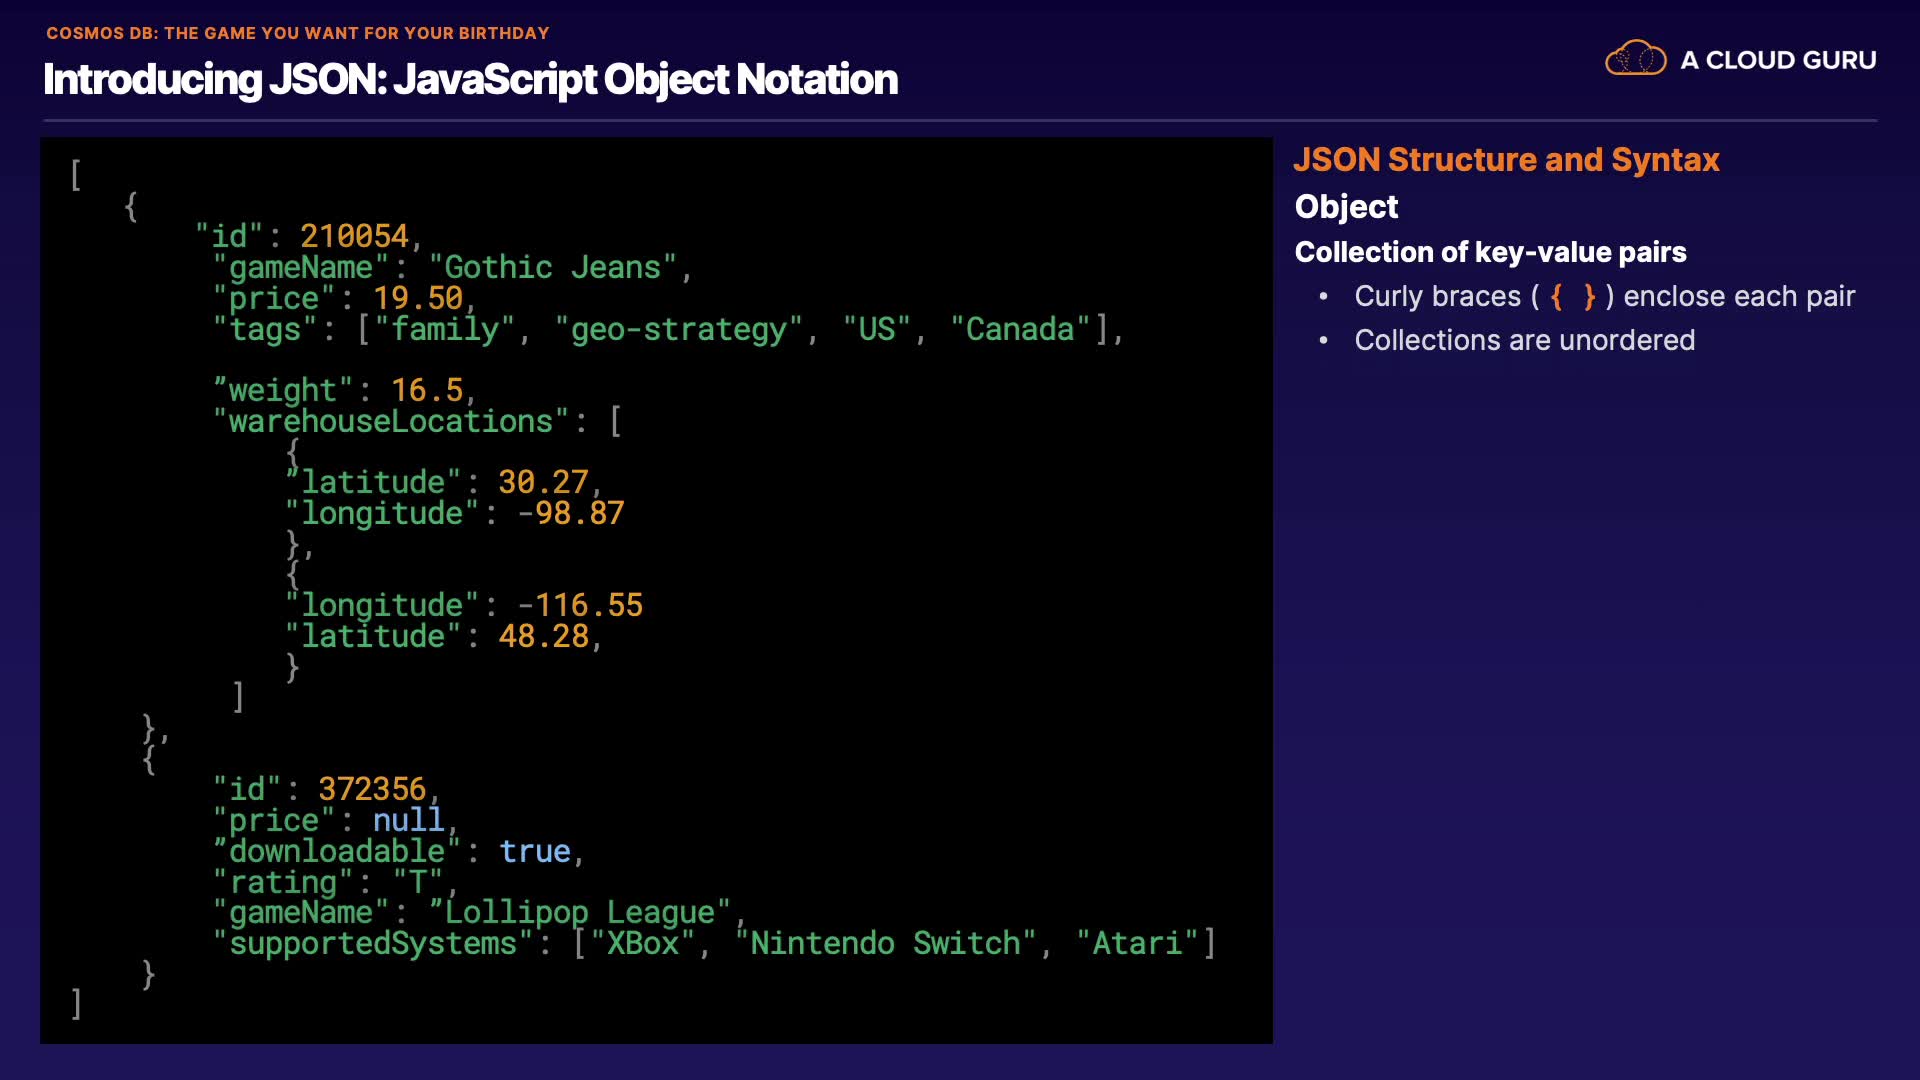 COSMOS DB: THE GAME YOU WANT FOR YOUR BIRTHDAY
Introducing JSON: JavaScript Object Notation
A CLOUD GURU
[
{
"id": 210054,
"gameName": "Gothic Jeans",
"price": 19.50,
"tags": ["family", "geo-strategy", "US", "Canada"],
”weight": 16.5,
"warehouseLocations": [
{
”latitude": 30.27,
"longitude": -98.87
},
{
"longitude": -116.55
"latitude": 48.28,
}
]
},
{
"id": 372356,
"price": null,
”downloadable": true,
"rating": "T",
"gameName": ”Lollipop League",
"supportedSystems": ["XBox", "Nintendo Switch", "Atari"]
}
]
JSON Structure and Syntax
Object
Collection of key-value pairs
• Curly braces ( { } ) enclose each pair
• Collections are unordered